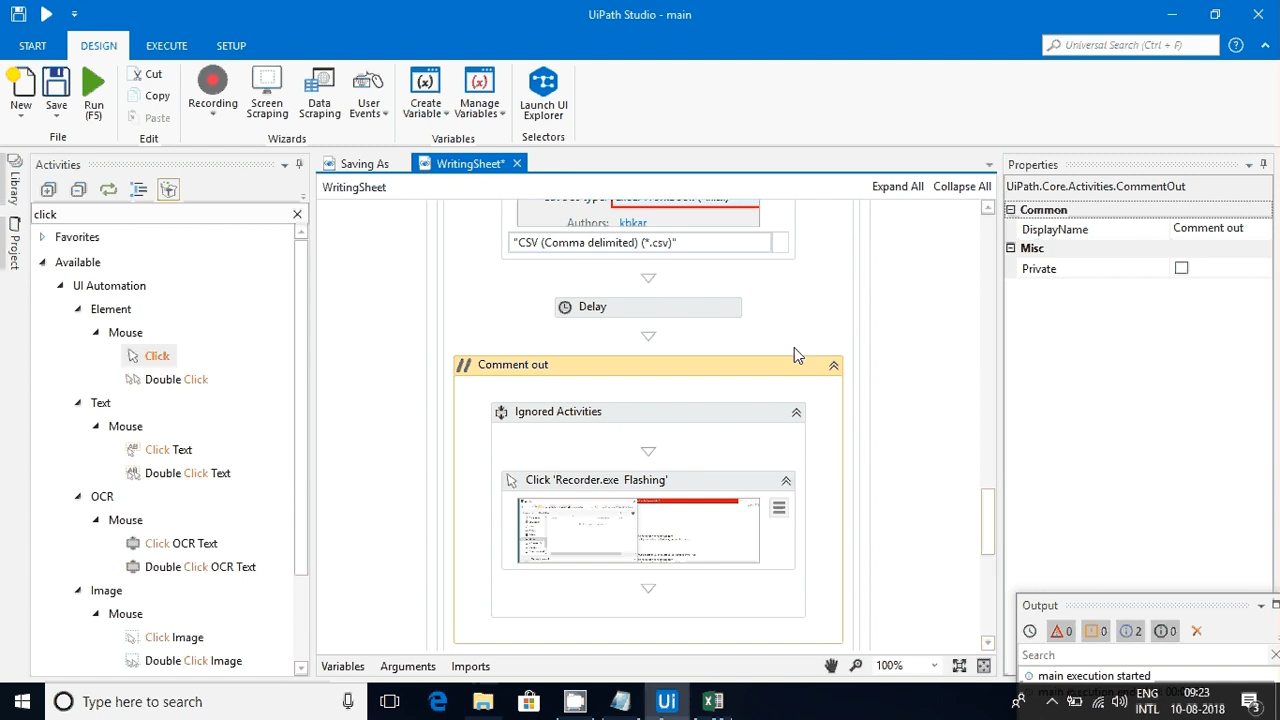 UiPath Studio - main
START DESIGN EXECUTE SETUP
Universal Search (Ctrl + F)
New Save Run (F5) Cut Copy Paste Recording Screen Scraping Data Scraping User Events Create Variable Manage Variables Launch UI Explorer
File Edit Wizards Variables Selectors
Activities
Library
Project
click
Favorites
Available
UI Automation
Element
Mouse
Click
Double Click
Text
Mouse
Click Text
Double Click Text
OCR
Mouse
Click OCR Text
Double Click OCR Text
Image
Mouse
Click Image
Double Click Image
Saving As WritingSheet*
WritingSheet Expand All Collapse All
Authors: khkar
"CSV (Comma delimited) (*.csv)"
Delay
Comment out
Ignored Activities
Click 'Recorder.exe Flashing'
Variables Arguments Imports 100%
Properties
UiPath.Core.Activities.CommentOut
Common
DisplayName Comment out
Misc
Private
Output
0 0 2 0
Search
main execution started
Type here to search
Ui
ENG
INTL
09:23
10-08-2018
3